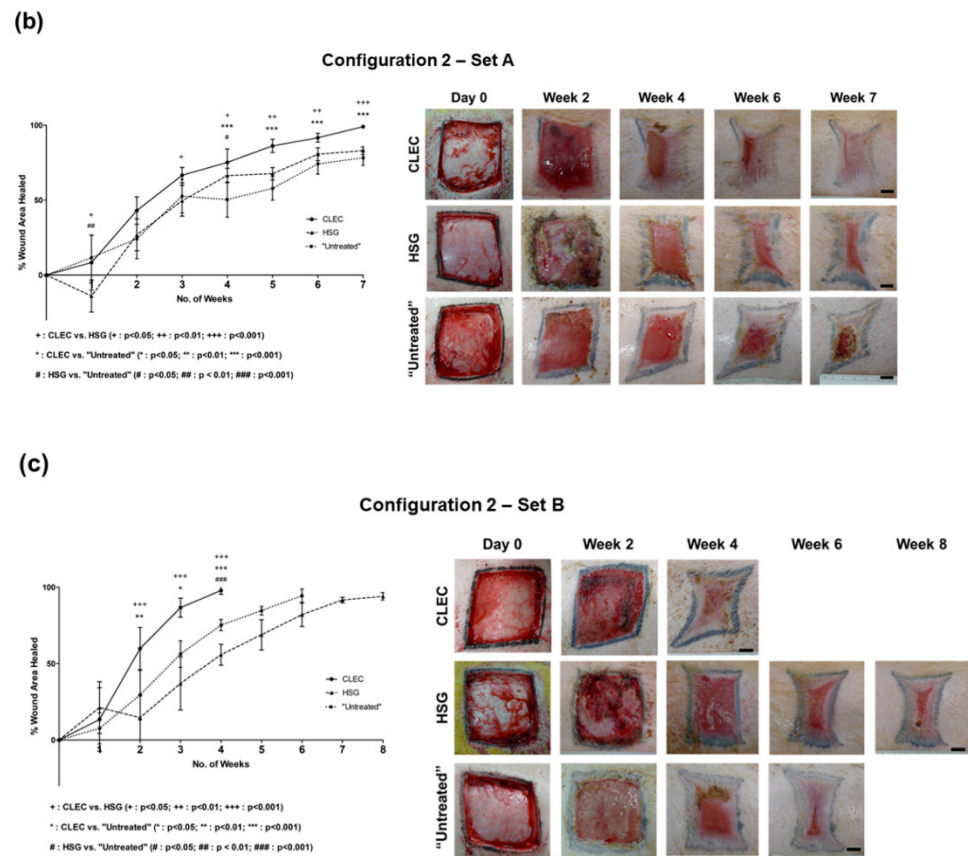 (b)
Configuration 2 – Set A
Day 0 Week 2 Week 4 Week 6 Week 7
CLEC
HSG
“Untreated”
% Wound Area Healed
100
50
0
+
##
+
+
***
#
++
***
++
***
+++
***
CLEC
HSG
"Untreated"
1 2 3 4 5 6 7
No. of Weeks
+ : CLEC vs. HSG (+ : p<0.05; ++ : p<0.01; +++ : p<0.001)
* : CLEC vs. "Untreated" (* : p<0.05; ** : p<0.01; *** : p<0.001)
# : HSG vs. "Untreated" (# : p<0.05; ## : p < 0.01; ### : p<0.001)
(c)
Configuration 2 – Set B
Day 0 Week 2 Week 4 Week 6 Week 8
CLEC
HSG
“Untreated”
% Wound Area Healed
100
50
0
+++
**
+++
*
+++
***
###
CLEC
HSG
"Untreated"
1 2 3 4 5 6 7 8
No. of Weeks
+ : CLEC vs. HSG (+ : p<0.05; ++ : p<0.01; +++ : p<0.001)
* : CLEC vs. "Untreated" (* : p<0.05; ** : p<0.01; *** : p<0.001)
# : HSG vs. "Untreated" (# : p<0.05; ## : p < 0.01; ### : p<0.001)